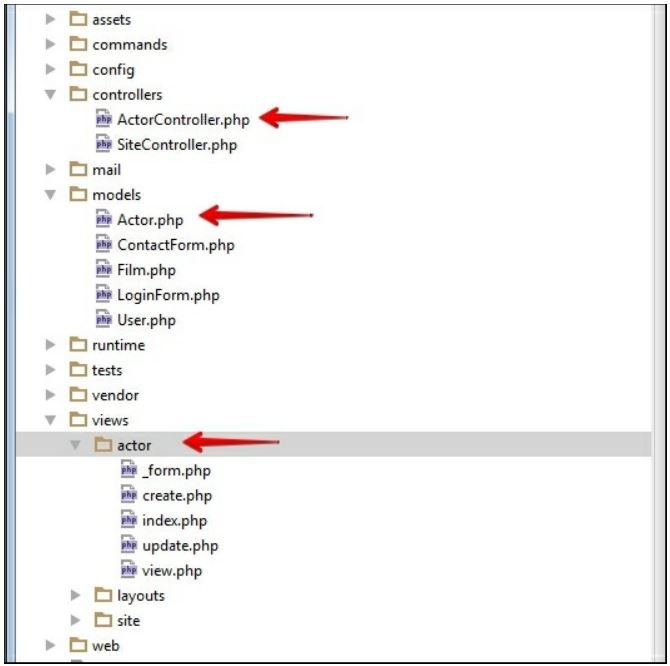 assets
commands
config
controllers
php ActorController.php
php SiteController.php
mail
models
php Actor.php
php ContactForm.php
php Film.php
php LoginForm.php
php User.php
runtime
tests
vendor
views
actor
php _form.php
php create.php
php index.php
php update.php
php view.php
layouts
site
web